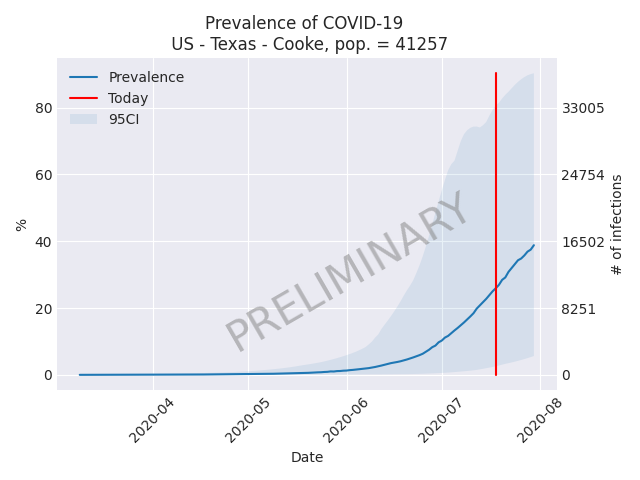 Prevalence of COVID-19
US - Texas - Cooke, pop. = 41257
Prevalence
Today
95CI
PRELIMINARY
%
80
60
40
20
0
33005
24754
16502
8251
0
# of infections
2020-04
2020-05
2020-06
2020-07
2020-08
Date